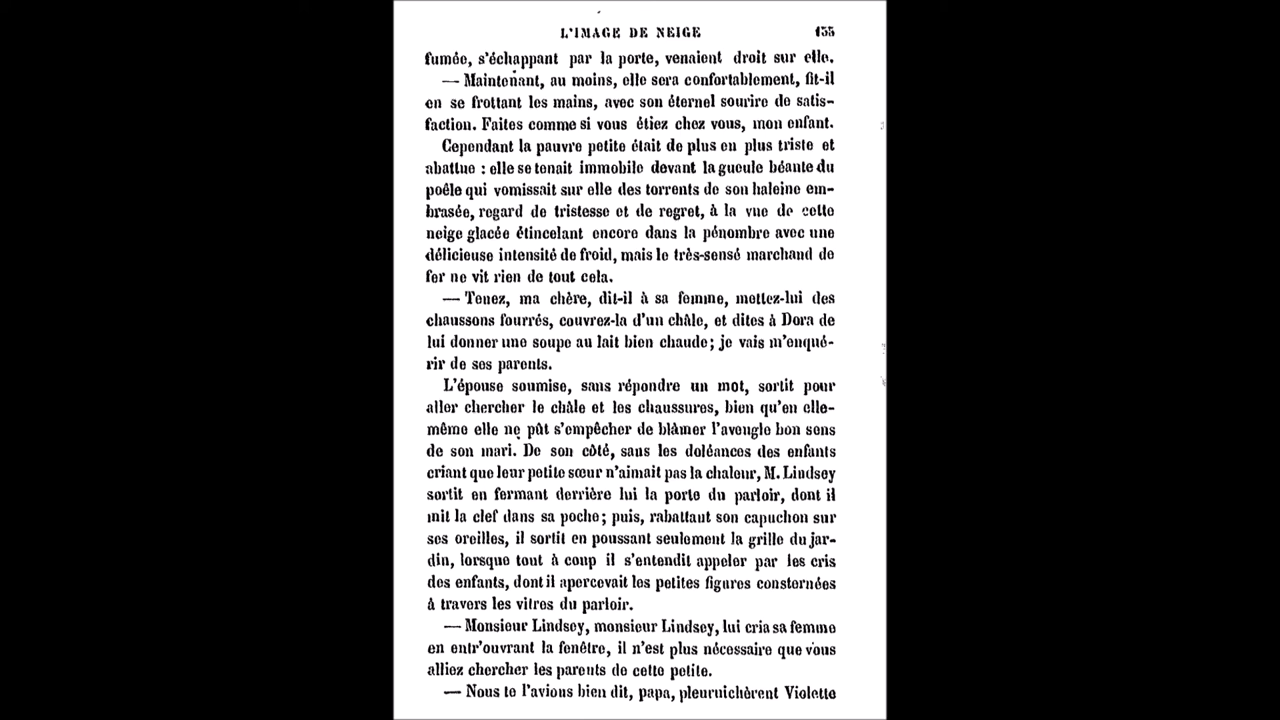 L'IMAGE DE NEIGE 135
fumée, s'échappant par la porte, venaient droit sur elle.
— Maintenant, au moins, elle sera confortablement, fit-il
en se frottant les mains, avec son éternel sourire de satis-
faction. Faites comme si vous étiez chez vous, mon enfant.
Cependant la pauvre petite était de plus en plus triste et
abattue : elle se tenait immobile devant la gueule béante du
poêle qui vomissait sur elle des torrents de son haleine em-
brasée, regard de tristesse et de regret, à la vue de cette
neige glacée étincelant encore dans la pénombre avec une
délicieuse intensité de froid, mais le très-sensé marchand de
fer ne vit rien de tout cela.
— Tenez, ma chère, dit-il à sa femme, mettez-lui des
chaussons fourrés, couvrez-la d'un châle, et dites à Dora de
lui donner une soupe au lait bien chaude; je vais m'enqué-
rir de ses parents.
L'épouse soumise, sans répondre un mot, sortit pour
aller chercher le châle et les chaussures, bien qu'en elle-
même elle ne pût s'empêcher de blâmer l'aveugle bon sens
de son mari. De son côté, sans les doléances des enfants
criant que leur petite sœur n'aimait pas la chaleur, M. Lindsey
sortit en fermant derrière lui la porte du parloir, dont il
mit la clef dans sa poche; puis, rabattant son capuchon sur
ses oreilles, il sortit en poussant seulement la grille du jar-
din, lorsque tout à coup il s'entendit appeler par les cris
des enfants, dont il apercevait les petites figures consternées
à travers les vitres du parloir.
— Monsieur Lindsey, monsieur Lindsey, lui cria sa femme
en entr'ouvrant la fenêtre, il n'est plus nécessaire que vous
alliez chercher les parents de cette petite.
— Nous te l'avions bien dit, papa, pleurnichèrent Violette